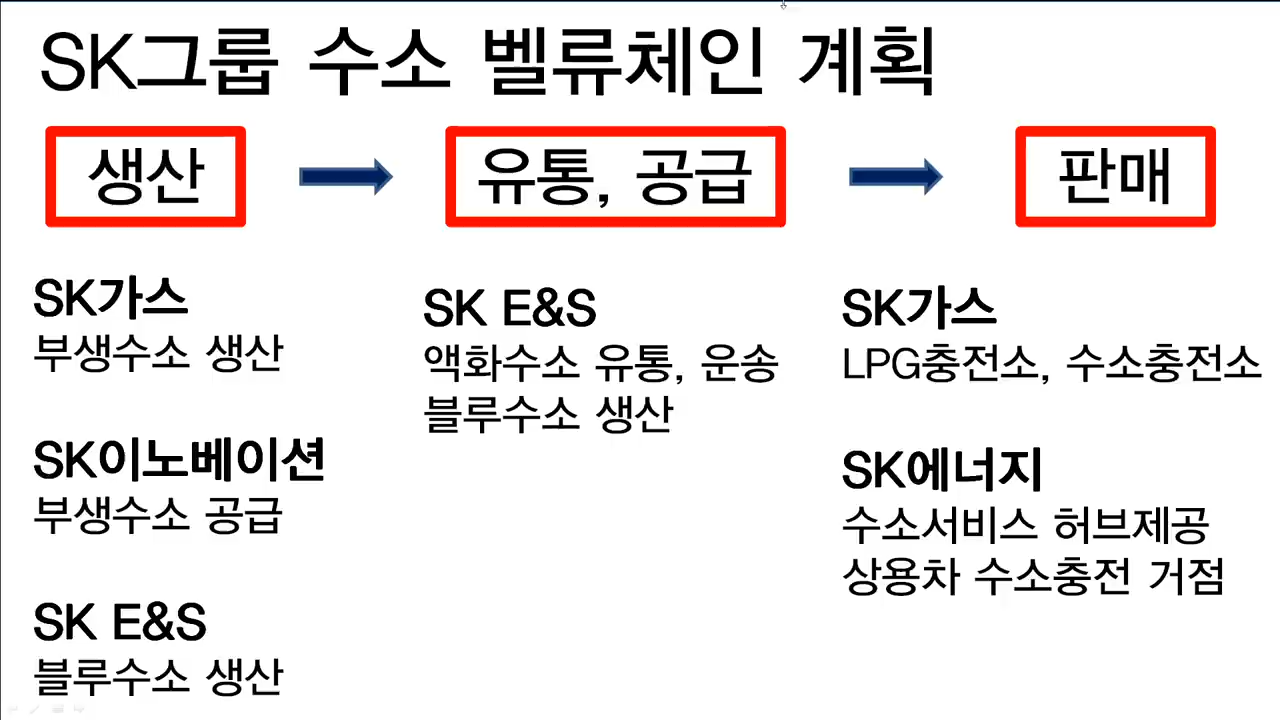 SK그룹 수소 벨류체인 계획
생산
유통, 공급
판매
SK가스
부생수소 생산
SK이노베이션
부생수소 공급
SK E&S
블루수소 생산
SK E&S
액화수소 유통, 운송
블루수소 생산
SK가스
LPG충전소, 수소충전소
SK에너지
수소서비스 허브제공
상용차 수소충전 거점